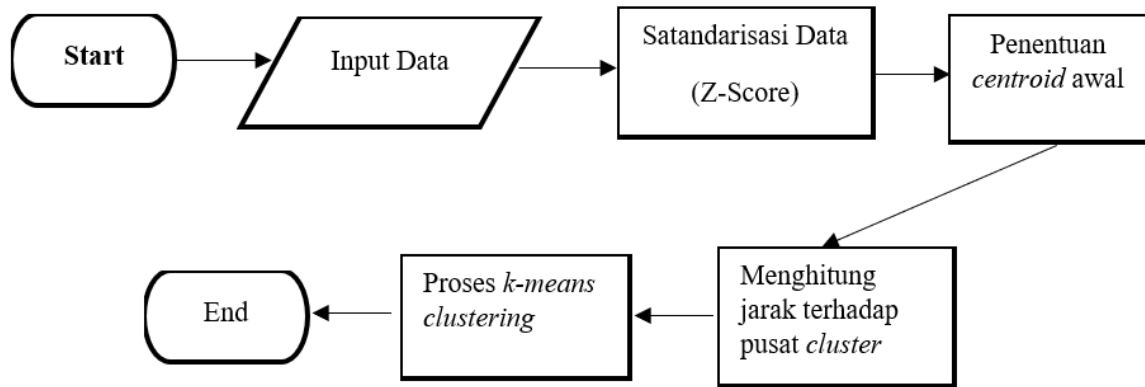 Start
Input Data
Satandarisasi Data
(Z-Score)
Penentuan
centroid awal
Menghitung
jarak terhadap
pusat cluster
Proses k-means
clustering
End